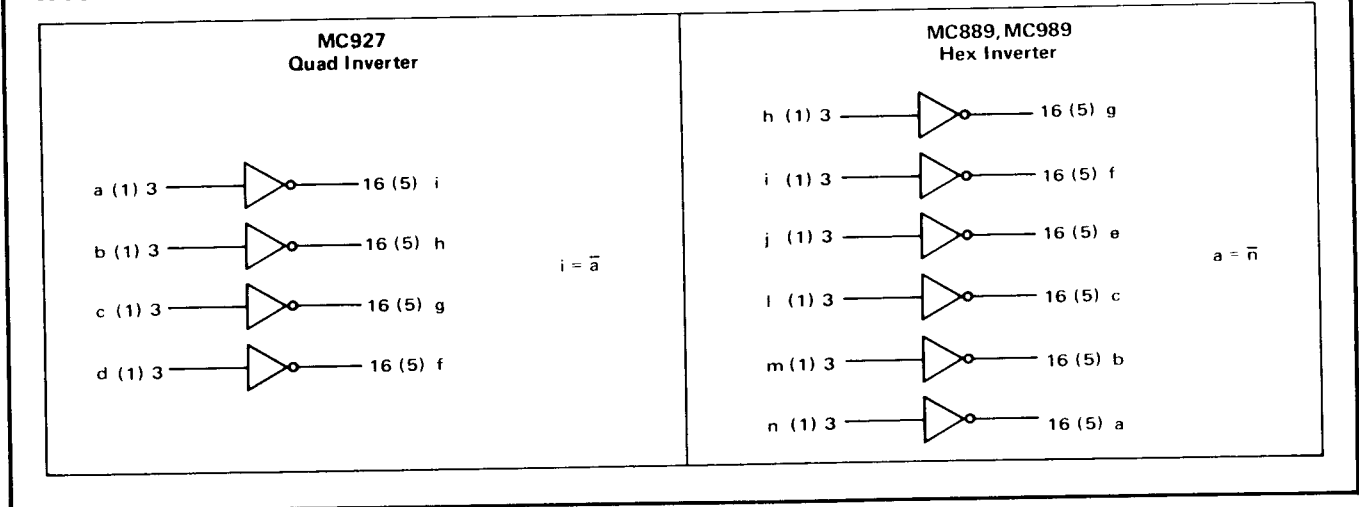 MC927
Quad Inverter
a (1) 3 16 (5) i
b (1) 3 16 (5) h
c (1) 3 16 (5) g
d (1) 3 16 (5) f
i = a̅
MC889, MC989
Hex Inverter
h (1) 3 16 (5) g
i (1) 3 16 (5) f
j (1) 3 16 (5) e
l (1) 3 16 (5) c
m (1) 3 16 (5) b
n (1) 3 16 (5) a
a = n̅